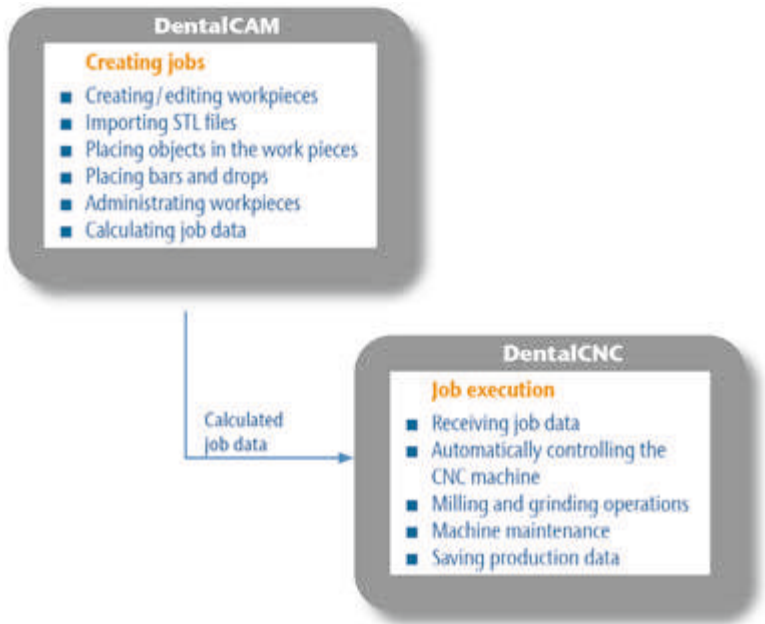 DentalCAM
Creating jobs
■ Creating/editing workpieces
■ Importing STL files
■ Placing objects in the work pieces
■ Placing bars and drops
■ Administrating workpieces
■ Calculating job data
Calculated
job data
DentalCNC
Job execution
■ Receiving job data
■ Automatically controlling the
CNC machine
■ Milling and grinding operations
■ Machine maintenance
■ Saving production data